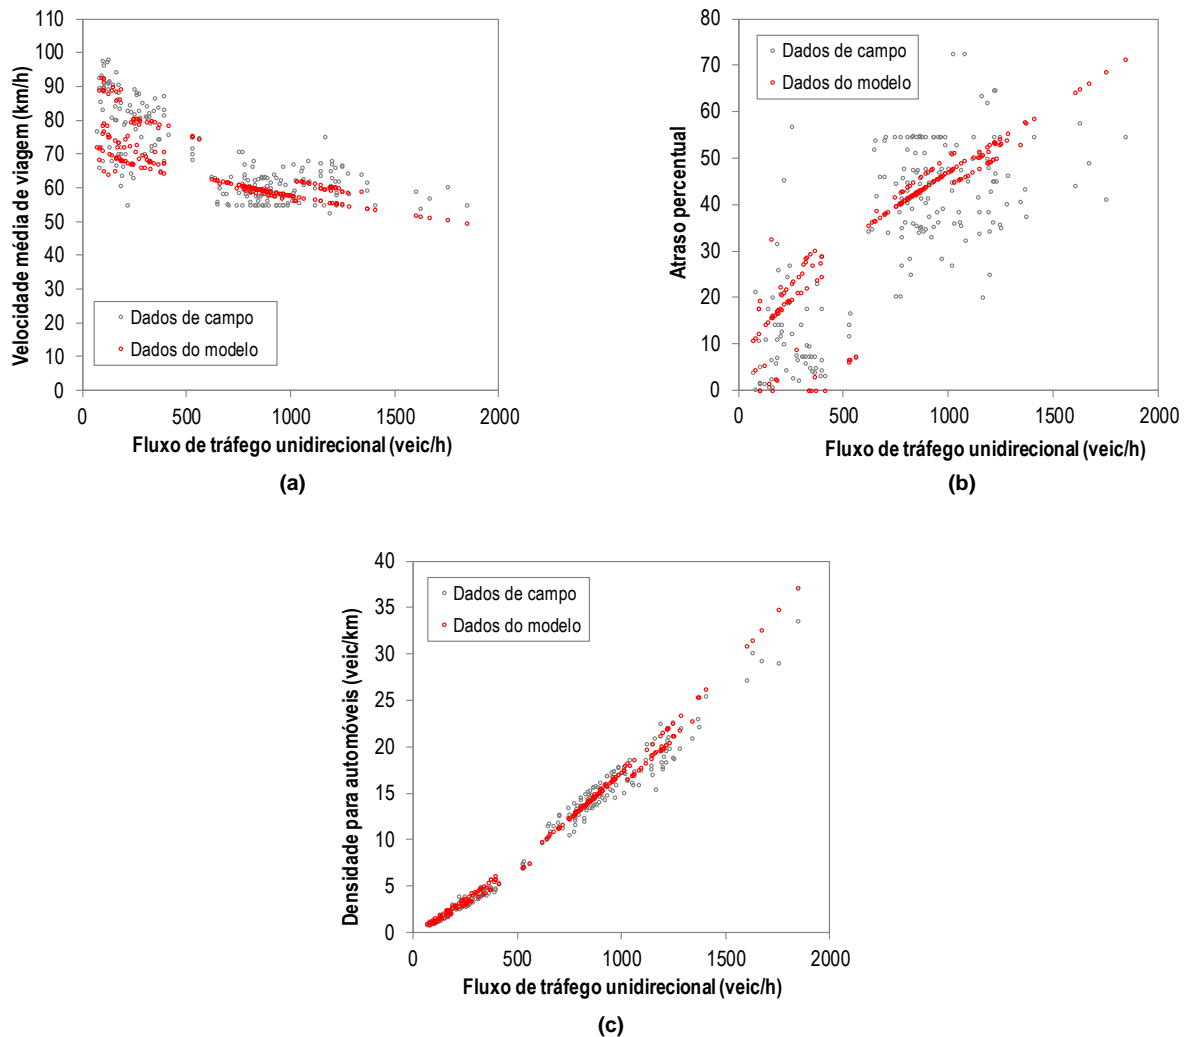 110
100
90
80
70
60
50
40
30
20
10
0
Velocidade média de viagem (km/h)
Dados de campo
Dados do modelo
0 500 1000 1500 2000
Fluxo de tráfego unidirecional (veic/h)
(a)
80
70
60
50
40
30
20
10
0
Atraso percentual
Dados de campo
Dados do modelo
0 500 1000 1500 2000
Fluxo de tráfego unidirecional (veic/h)
(b)
40
35
30
25
20
15
10
5
0
Densidade para automóveis (veic/km)
Dados de campo
Dados do modelo
0 500 1000 1500 2000
Fluxo de tráfego unidirecional (veic/h)
(c)